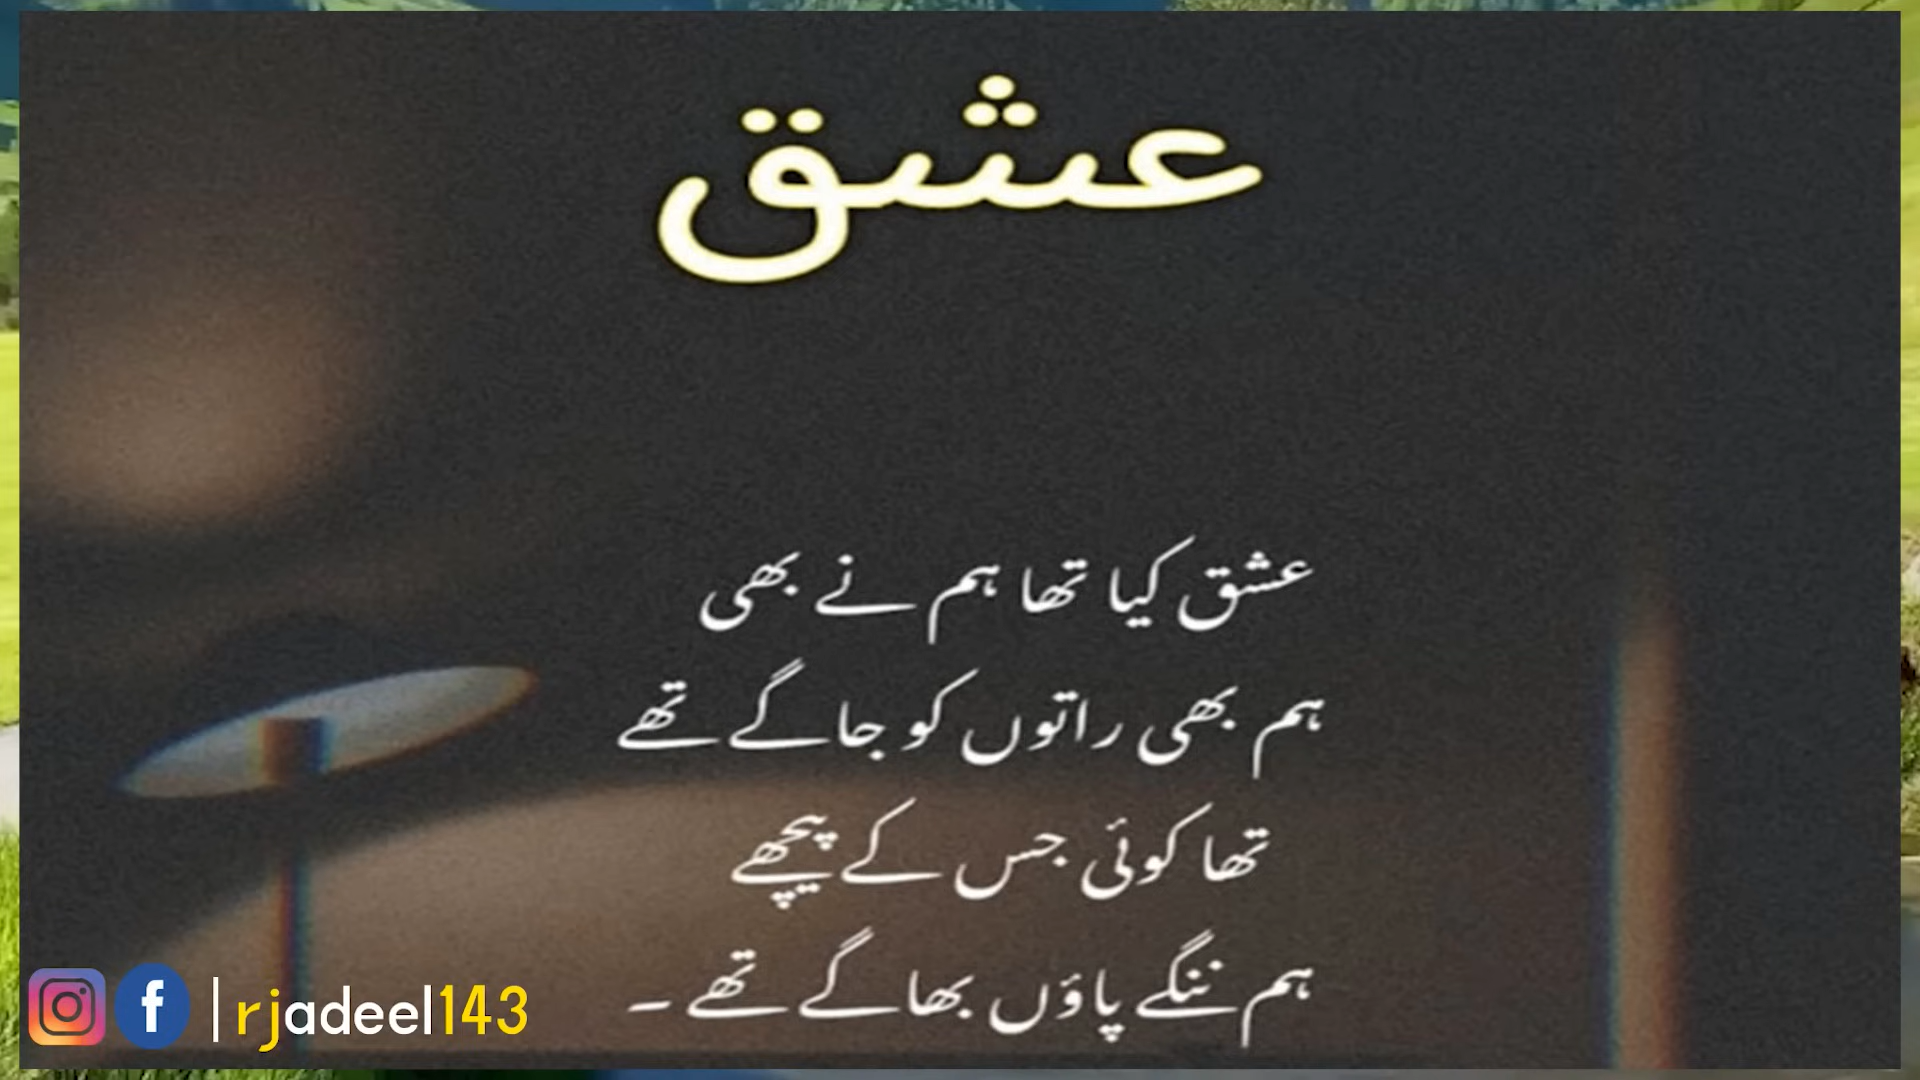 عشق
عشق کیا تھا ہم نے بھی
ہم بھی راتوں کو جاگے تھے
تھا کوئی جس کے پیچھے
ہم ننگے پاؤں بھاگے تھے ۔
rjadeel143